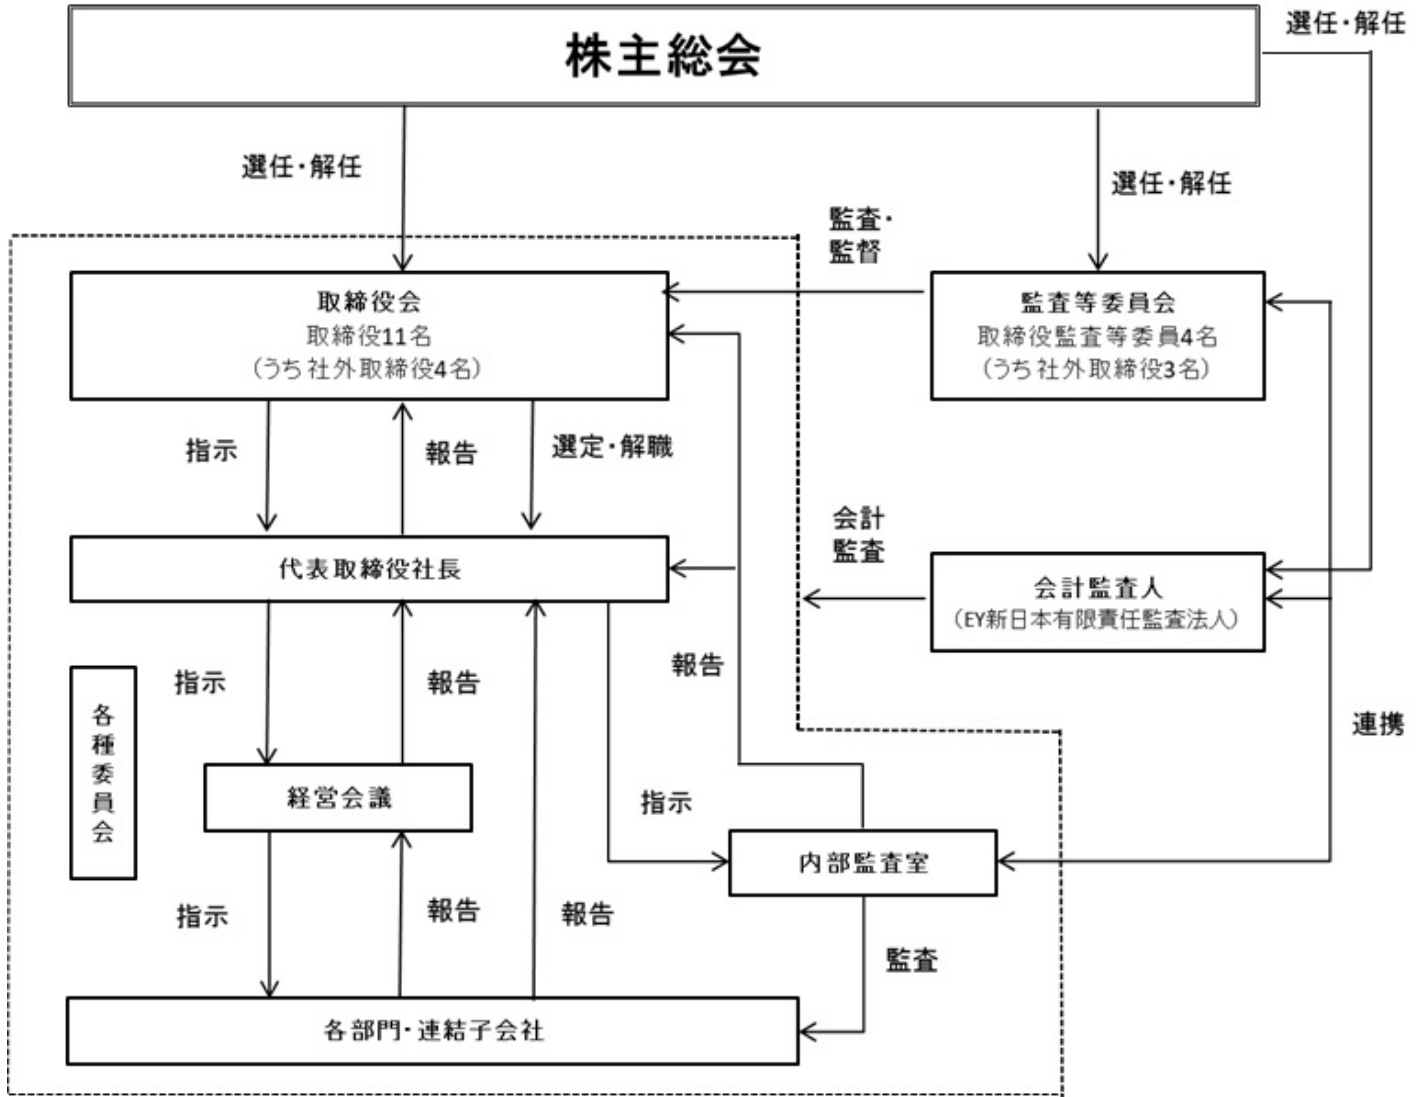 株主総会
選任・解任
選任・解任
選任・解任
監査・
監督
取締役会
取締役11名
（うち社外取締役4名）
監査等委員会
取締役監査等委員4名
（うち社外取締役3名）
指示
報告
選定・解職
会計
監査
代表取締役社長
会計監査人
（EY新日本有限責任監査法人）
指示
報告
報告
連携
各種委員会
経営会議
指示
内部監査室
指示
報告
報告
監査
各部門・連結子会社